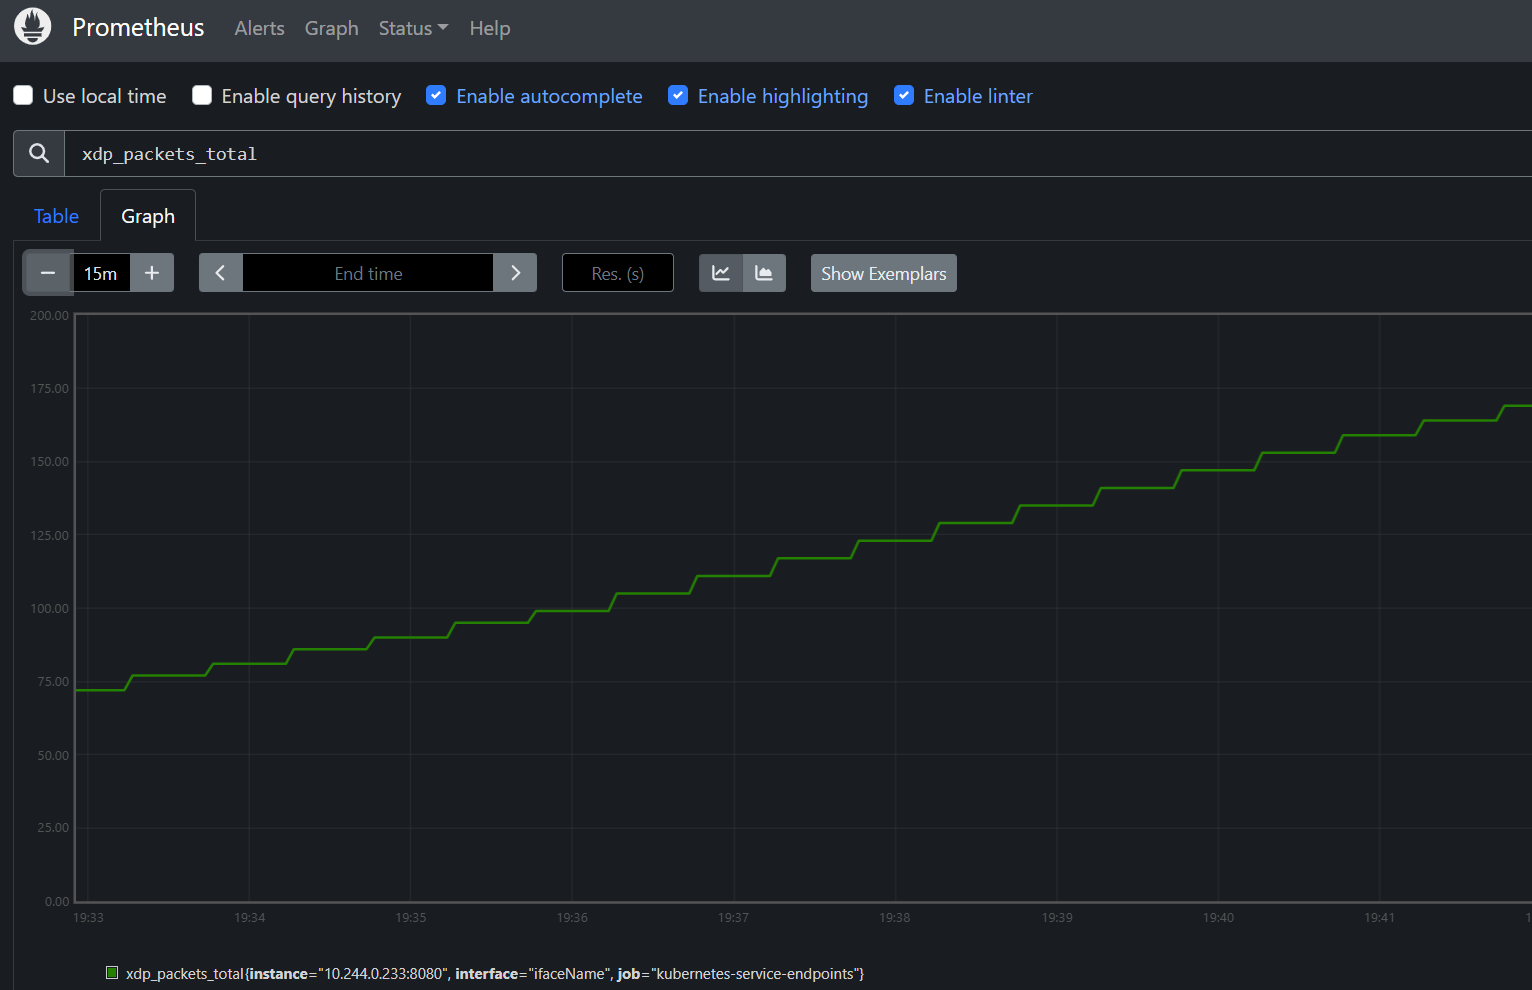 Prometheus Alerts Graph Status Help
Use local time Enable query history Enable autocomplete Enable highlighting Enable linter
xdp_packets_total
Table Graph
15m End time Res. (s) Show Exemplars
200.00
175.00
150.00
125.00
100.00
75.00
50.00
25.00
0.00
19:33 19:34 19:35 19:36 19:37 19:38 19:39 19:40 19:41
xdp_packets_total{instance="10.244.0.233:8080", interface="ifaceName", job="kubernetes-service-endpoints"}